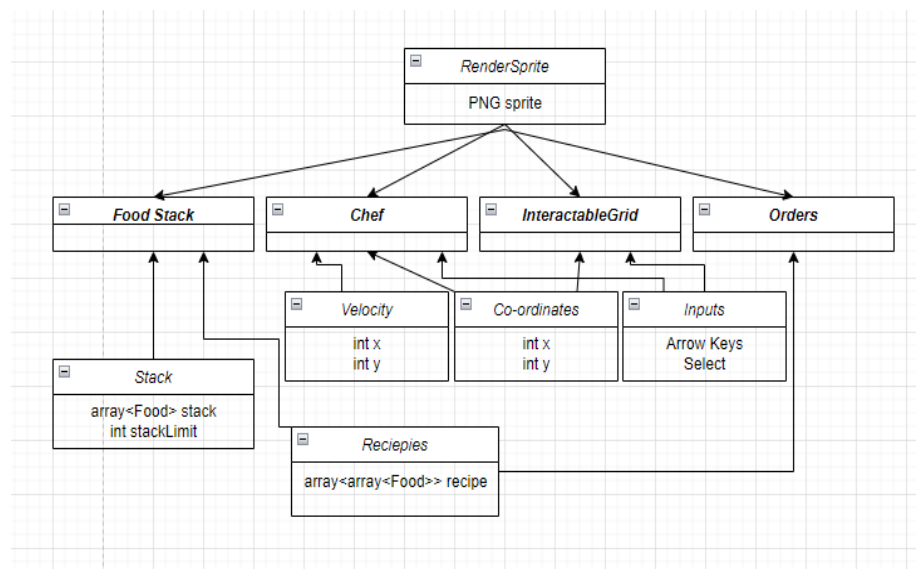 RenderSprite
PNG sprite
Food Stack
Chef
InteractableGrid
Orders
Velocity
int x
int y
Co-ordinates
int x
int y
Inputs
Arrow Keys
Select
Stack
array<Food> stack
int stackLimit
Reciepies
array<array<Food>> recipe